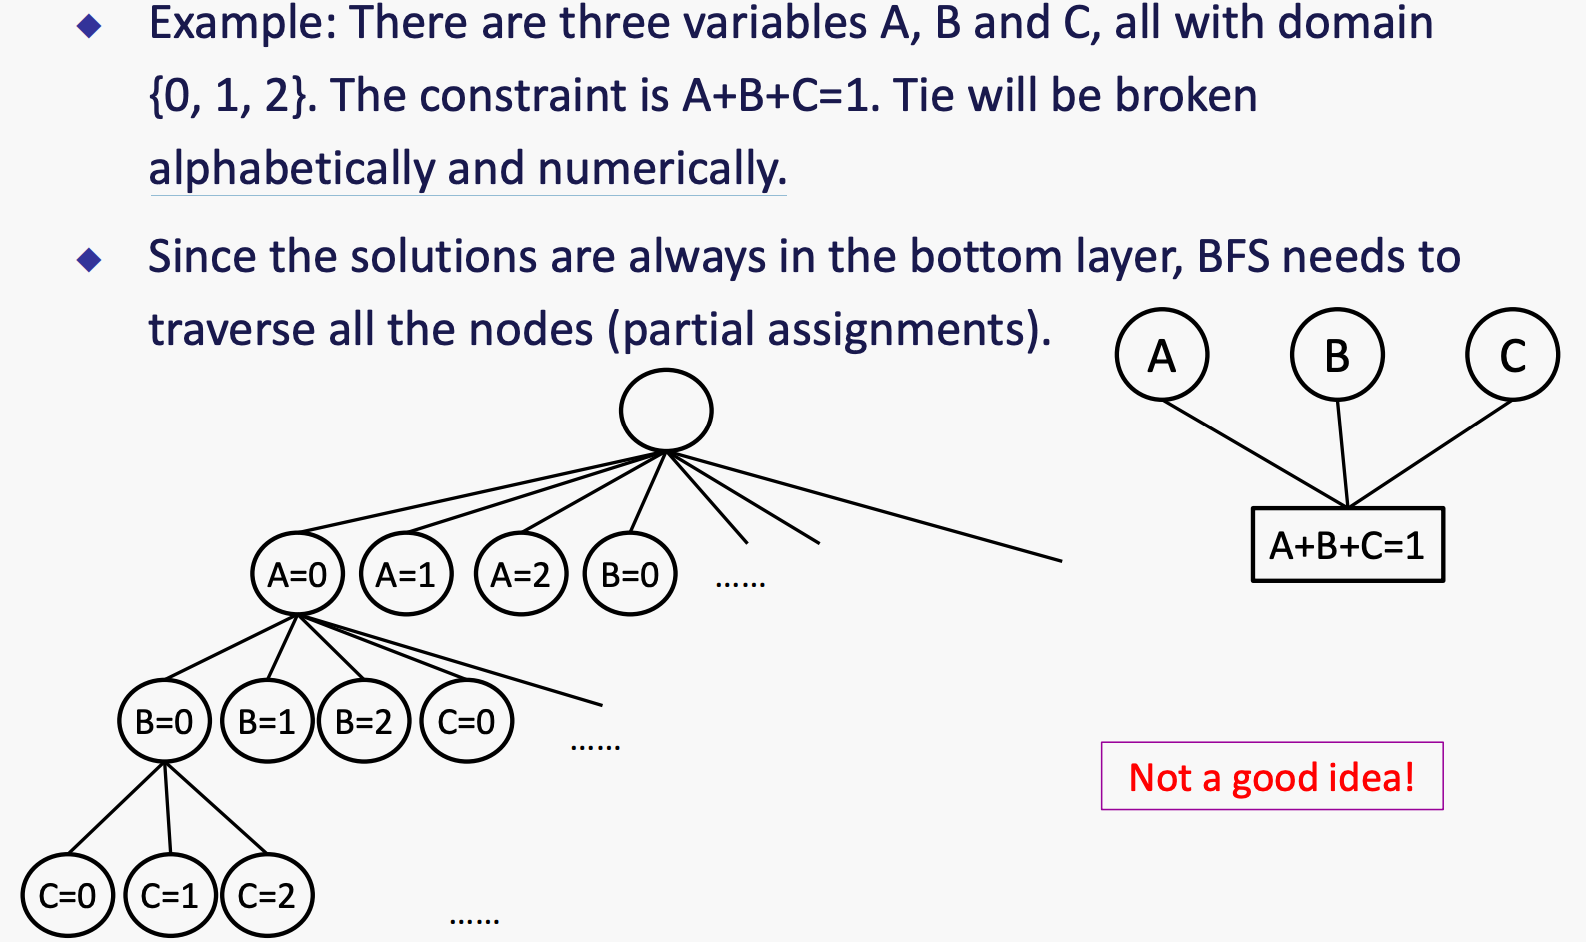 Example: There are three variables A, B and C, all with domain
{0, 1, 2}. The constraint is A+B+C=1. Tie will be broken
alphabetically and numerically.
Since the solutions are always in the bottom layer, BFS needs to
traverse all the nodes (partial assignments).
A B C
A+B+C=1
A=0 A=1 A=2 B=0 ......
B=0 B=1 B=2 C=0 ......
Not a good idea!
C=0 C=1 C=2 ......